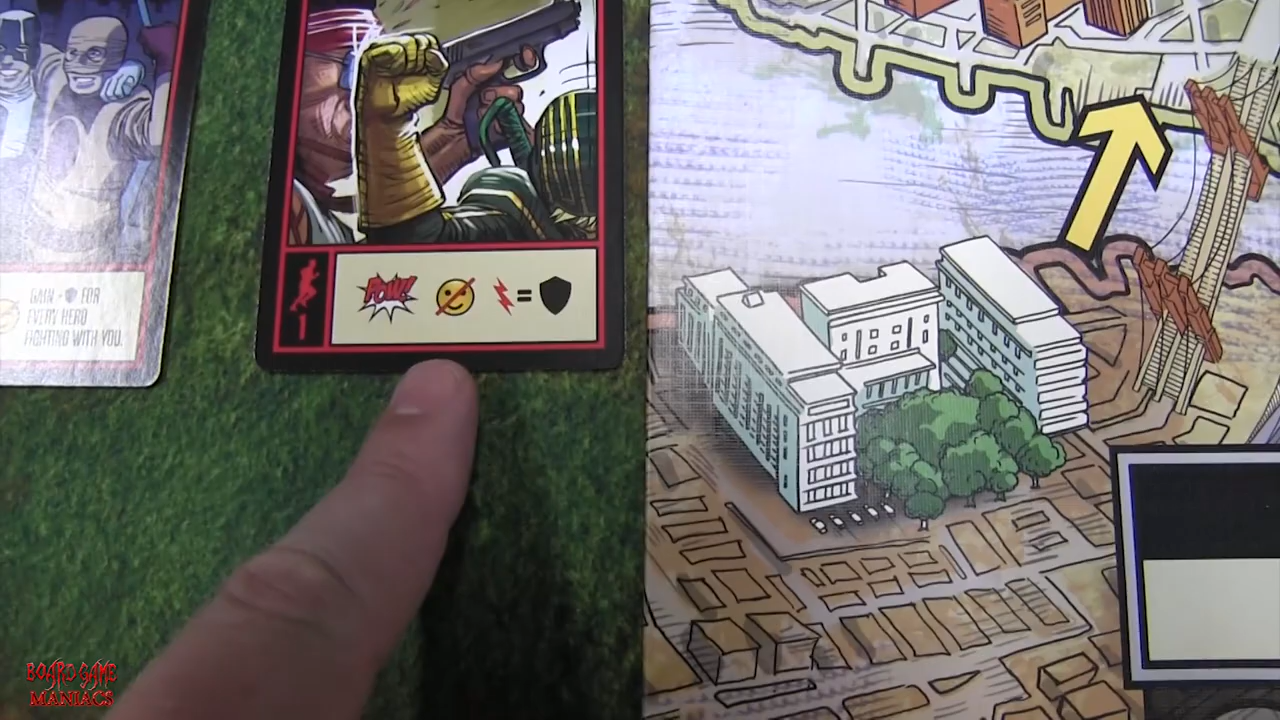 GAIN + FOR
EVERY HERO
FIGHTING WITH YOU.
1
POW!
=
BOARD GAME
MANIACS